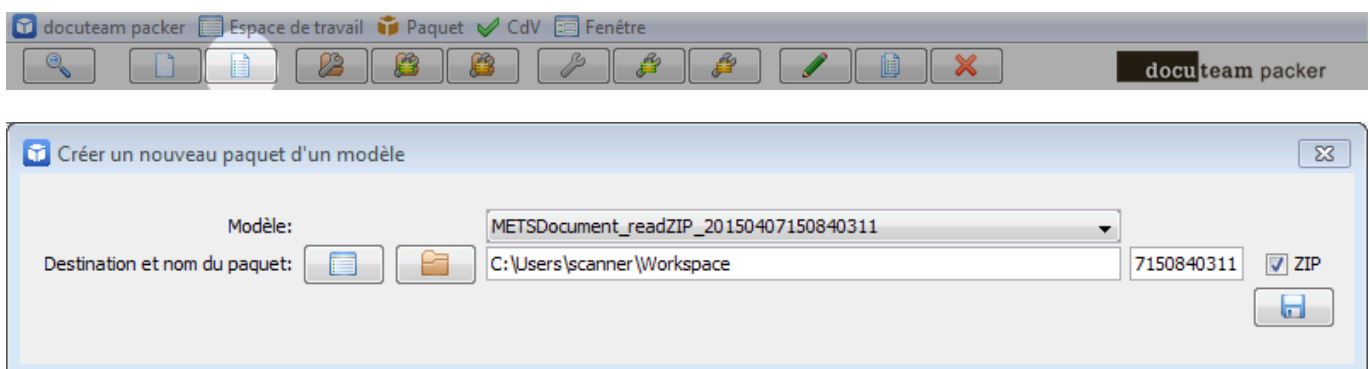 docuteam packer Espace de travail Paquet CdV Fenêtre
docuteam packer
Créer un nouveau paquet d'un modèle
Modèle: METSDocument_readZIP_20150407150840311
Destination et nom du paquet: C:\Users\scanner\Workspace 7150840311 ZIP